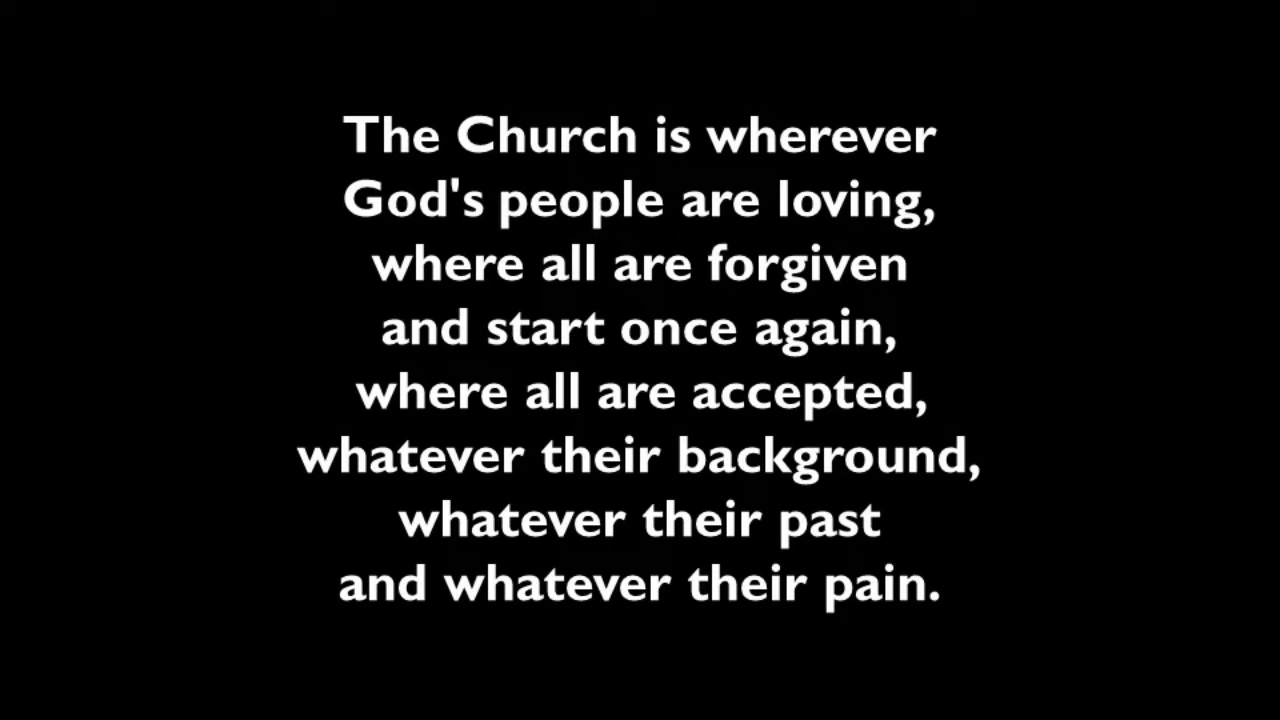 The Church is wherever
God's people are loving,
where all are forgiven
and start once again,
where all are accepted,
whatever their background,
whatever their past
and whatever their pain.